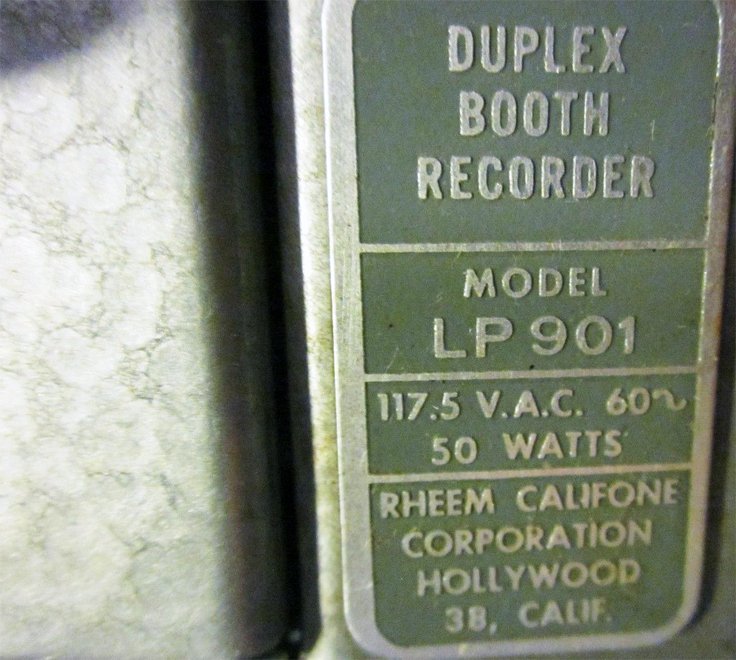 DUPLEX
BOOTH
RECORDER
MODEL
LP 901
117.5 V.A.C. 60~
50 WATTS
RHEEM CALIFONE
CORPORATION
HOLLYWOOD
38, CALIF.